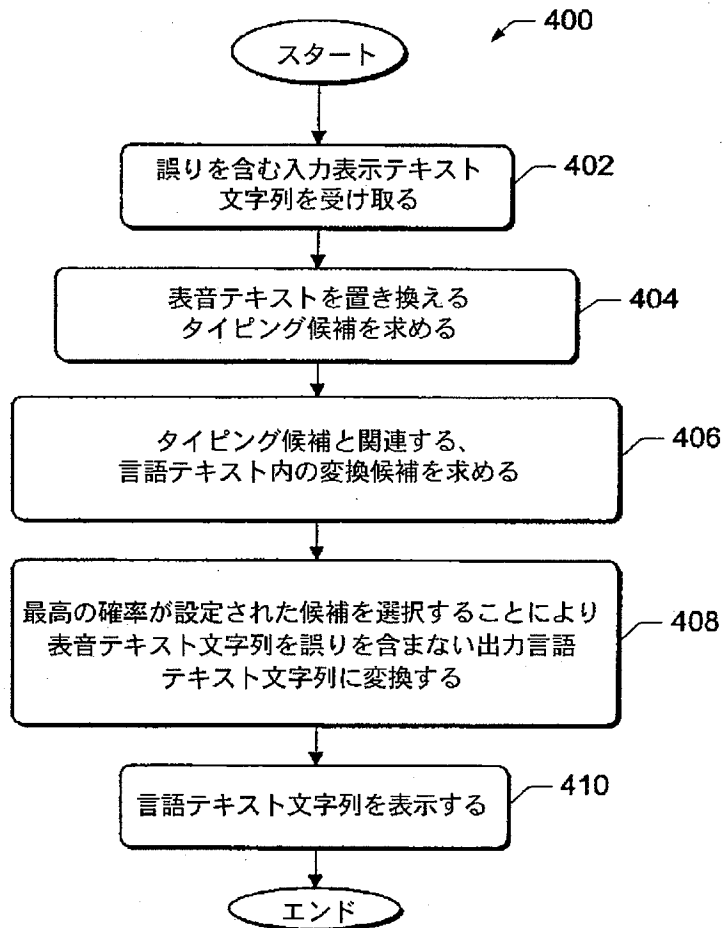 400
スタート
誤りを含む入力表示テキスト
文字列を受け取る
402
表音テキストを置き換える
タイピング候補を求める
404
タイピング候補と関連する、
言語テキスト内の変換候補を求める
406
最高の確率が設定された候補を選択することにより
表音テキスト文字列を誤りを含まない出力言語
テキスト文字列に変換する
408
言語テキスト文字列を表示する
410
エンド